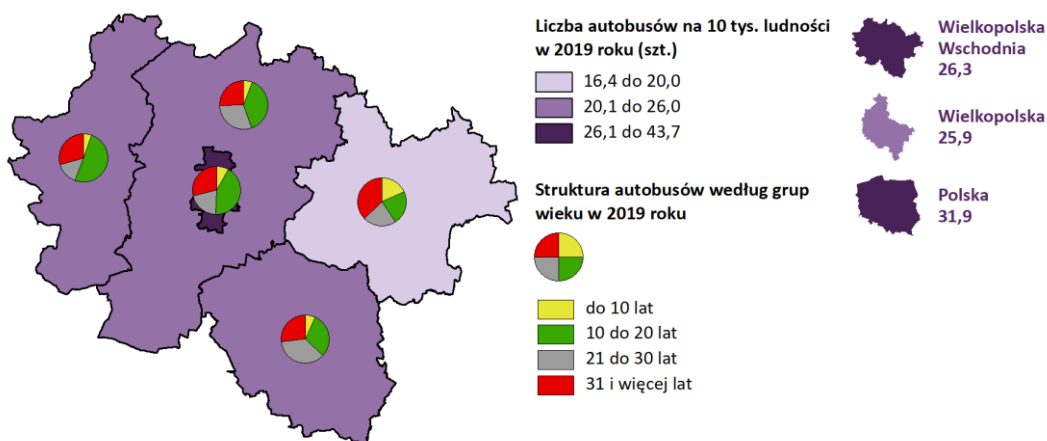 Liczba autobusów na 10 tys. ludności
w 2019 roku (szt.)
16,4 do 20,0
20,1 do 26,0
26,1 do 43,7
Struktura autobusów według grup
wieku w 2019 roku
do 10 lat
10 do 20 lat
21 do 30 lat
31 i więcej lat
Wielkopolska
Wschodnia
26,3
Wielkopolska
25,9
Polska
31,9